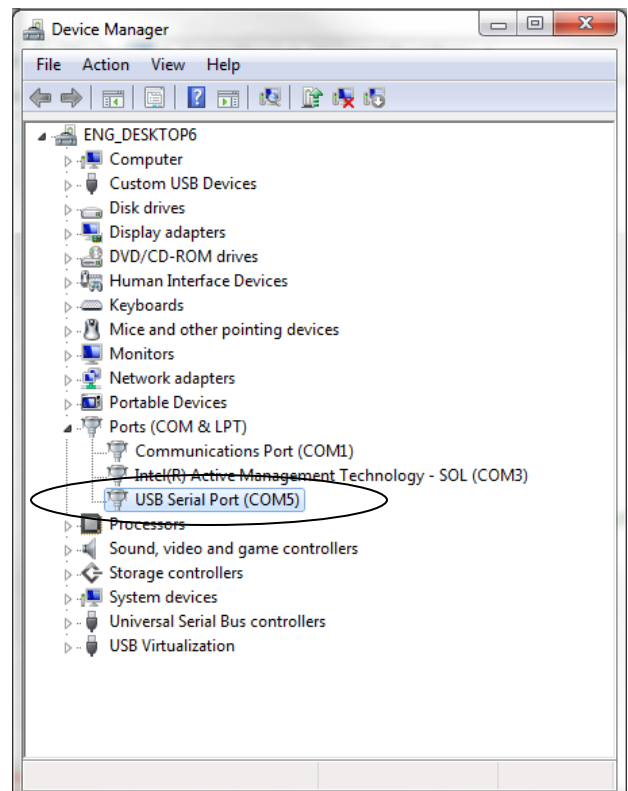 Device Manager
File Action View Help
ENG_DESKTOP6
Computer
Custom USB Devices
Disk drives
Display adapters
DVD/CD-ROM drives
Human Interface Devices
Keyboards
Mice and other pointing devices
Monitors
Network adapters
Portable Devices
Ports (COM & LPT)
Communications Port (COM1)
Intel(R) Active Management Technology - SOL (COM3)
USB Serial Port (COM5)
Processors
Sound, video and game controllers
Storage controllers
System devices
Universal Serial Bus controllers
USB Virtualization